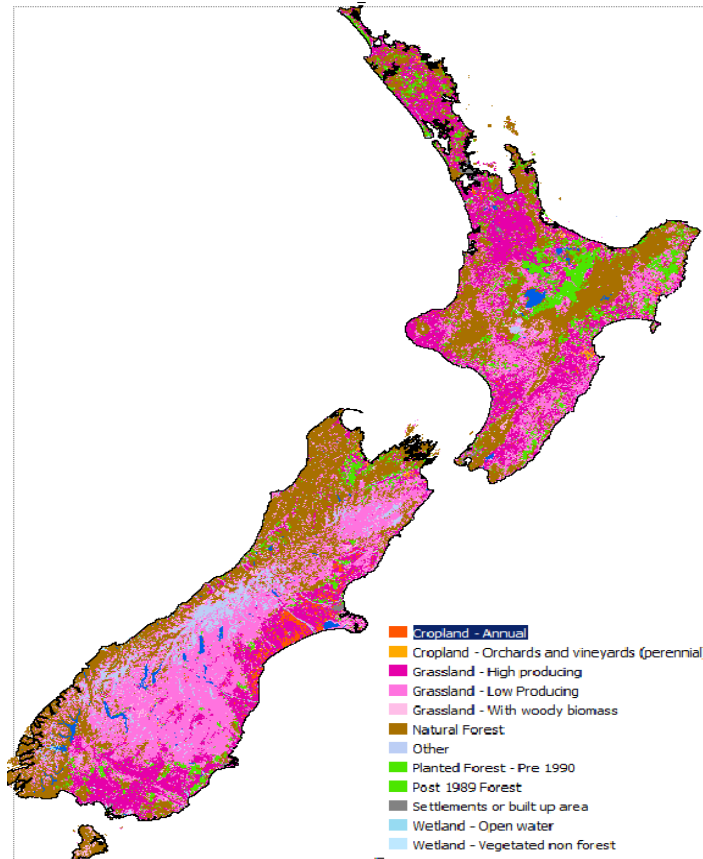 Cropland - Annual
Cropland - Orchards and vineyards (perennial)
Grassland - High producing
Grassland - Low Producing
Grassland - With woody biomass
Natural Forest
Other
Planted Forest - Pre 1990
Post 1989 Forest
Settlements or built up area
Wetland - Open water
Wetland - Vegetated non forest